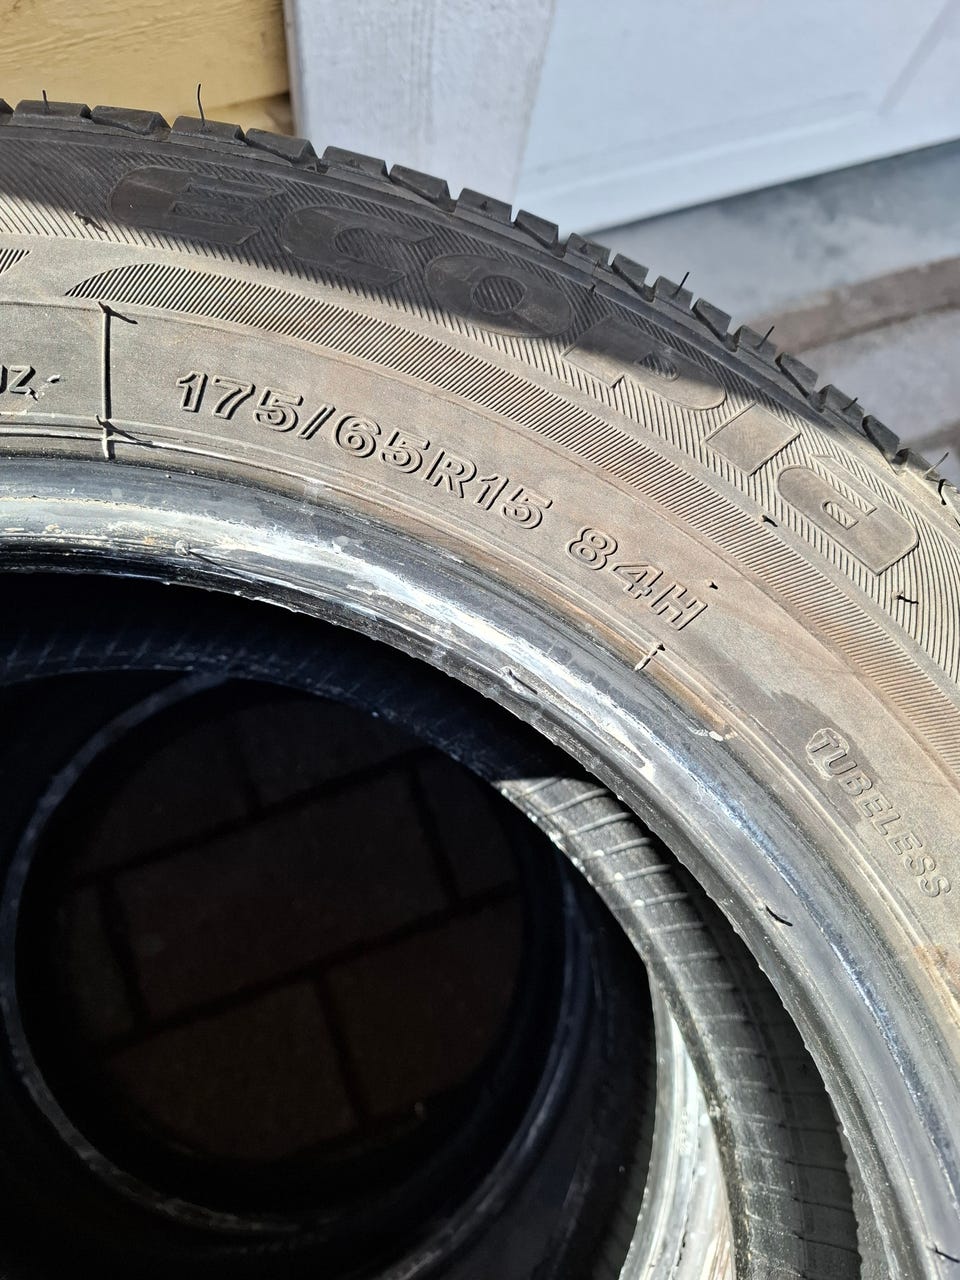 ECOPIA
175/65R15 84H
TUBELESS